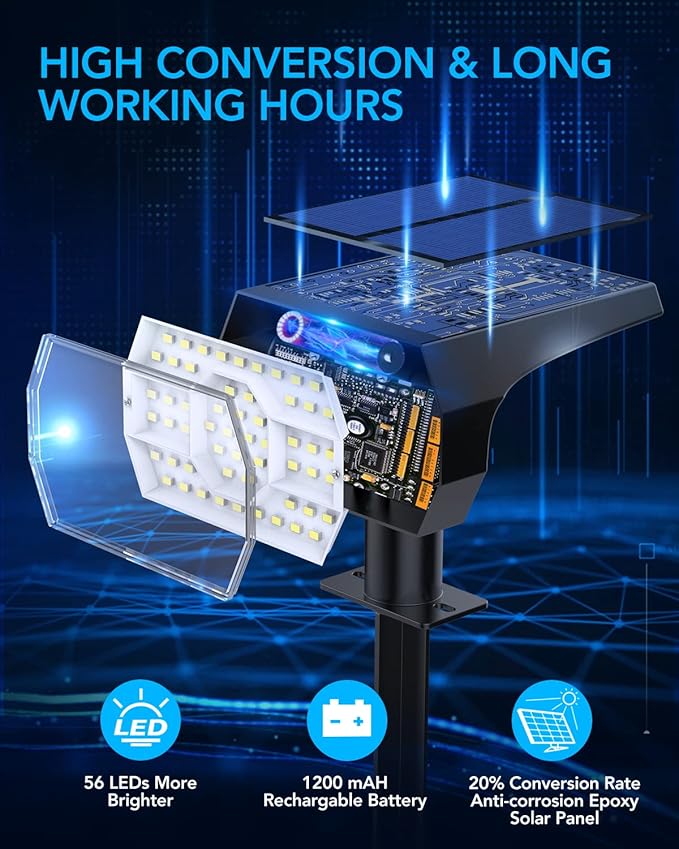 HIGH CONVERSION & LONG
WORKING HOURS
LED
56 LEDs More
Brighter
1200 mAH
Rechargable Battery
20% Conversion Rate
Anti-corrosion Epoxy
Solar Panel